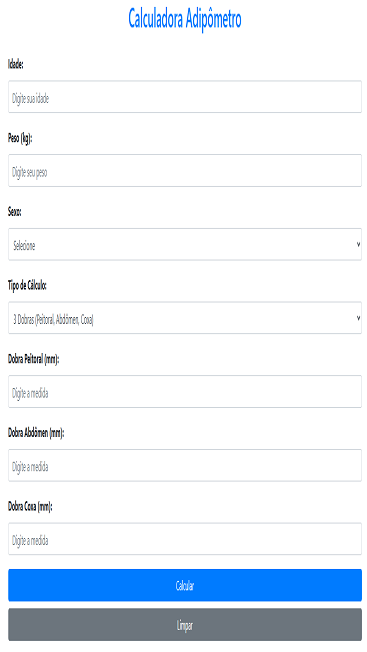 Calculadora Adipômetro
Idade:
Digite sua idade
Peso (kg):
Digite seu peso
Sexo:
Selecione
Tipo de Cálculo:
3 Dobras (Peitoral, Abdômen, Coxa)
Dobra Peitoral (mm):
Digite a medida
Dobra Abdômen (mm):
Digite a medida
Dobra Coxa (mm):
Digite a medida
Calcular
Limpar